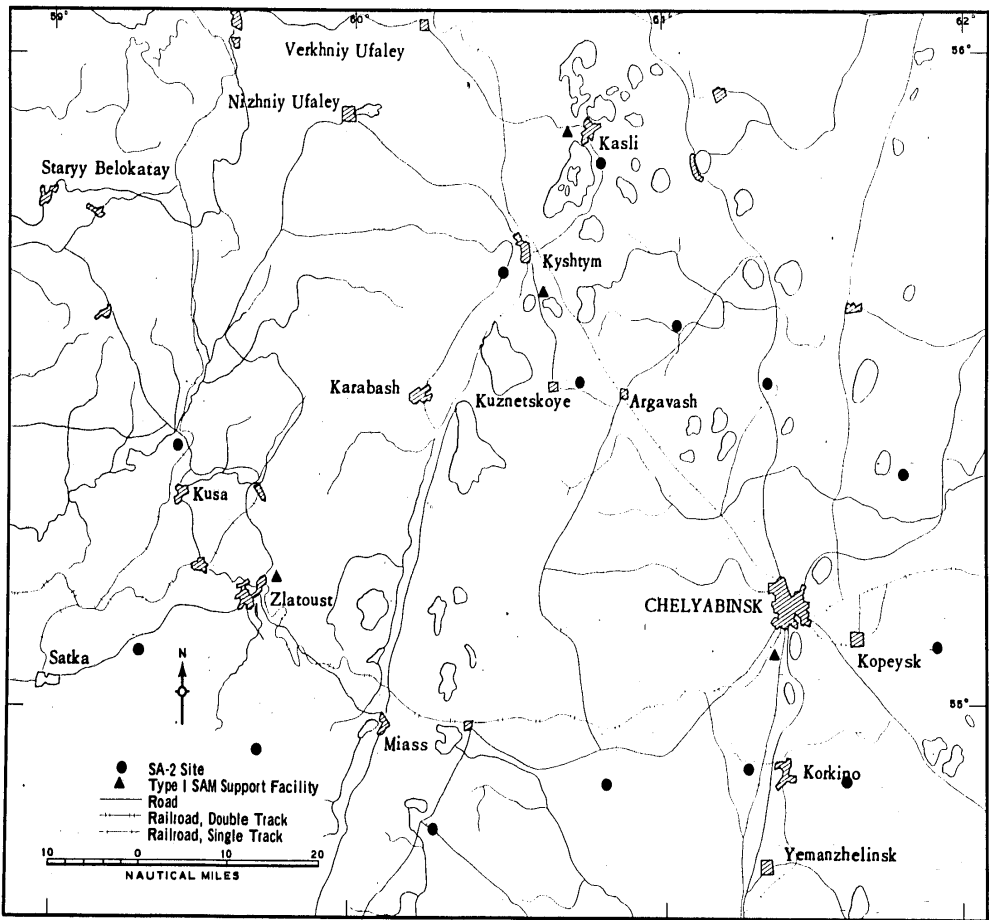 59° 60° 61° 62°
Verkhniy Ufaley
56°
Nizhniy Ufaley
Kasli
Staryy Belokatay
Kyshtym
Karabash
Kuznetskoye
Argavash
Kusa
Zlatoust
CHELYABINSK
Satka
N
Kopeysk
55°
Miass
SA-2 Site
Type I SAM Support Facility
Road
Railroad, Double Track
Railroad, Single Track
Korkino
10 0 10 20
NAUTICAL MILES
Yemanzhelinsk